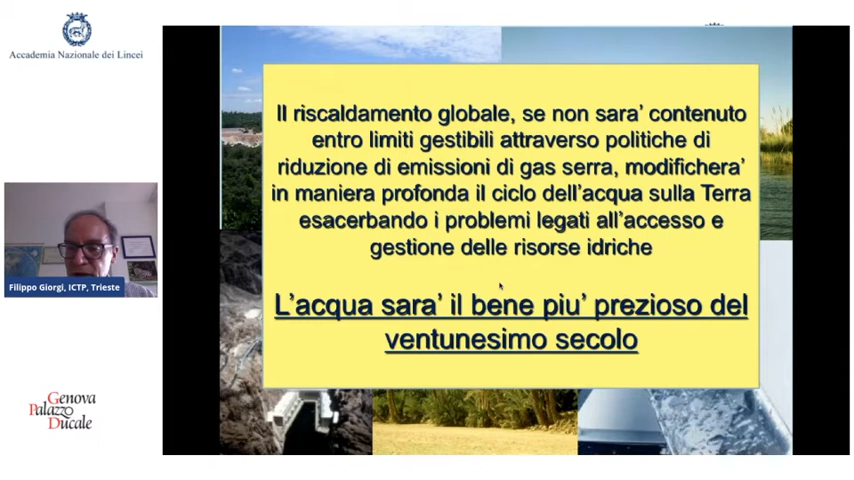 Accademia Nazionale dei Lincei
Il riscaldamento globale, se non sara' contenuto
entro limiti gestibili attraverso politiche di
riduzione di emissioni di gas serra, modifichera'
in maniera profonda il ciclo dell'acqua sulla Terra
esacerbando i problemi legati all'accesso e
gestione delle risorse idriche
L'acqua sara' il bene piu' prezioso del
ventunesimo secolo
Filippo Giorgi, ICTP, Trieste
Genova
Palazzo
Ducale